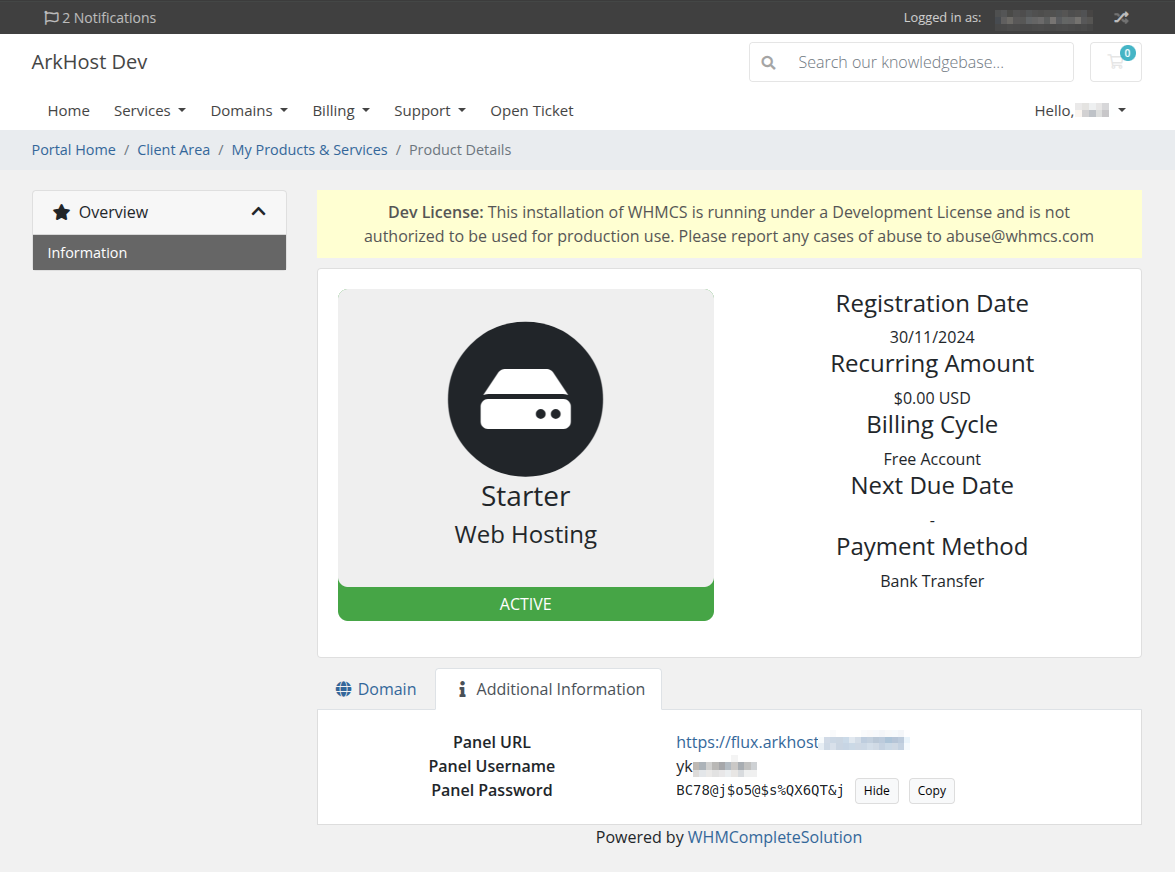 2 Notifications
Logged in as:
ArkHost Dev
Search our knowledgebase...
0
Home
Services
Domains
Billing
Support
Open Ticket
Hello,
Portal Home / Client Area / My Products & Services / Product Details
Overview
Information
Dev License: This installation of WHMCS is running under a Development License and is not
authorized to be used for production use. Please report any cases of abuse to abuse@whmcs.com
Starter
Web Hosting
ACTIVE
Registration Date
30/11/2024
Recurring Amount
$0.00 USD
Billing Cycle
Free Account
Next Due Date
-
Payment Method
Bank Transfer
Domain
Additional Information
Panel URL https://flux.arkhost
Panel Username yk
Panel Password BC78@j$o5@$s%QX6QT&j Hide Copy
Powered by WHMCompleteSolution